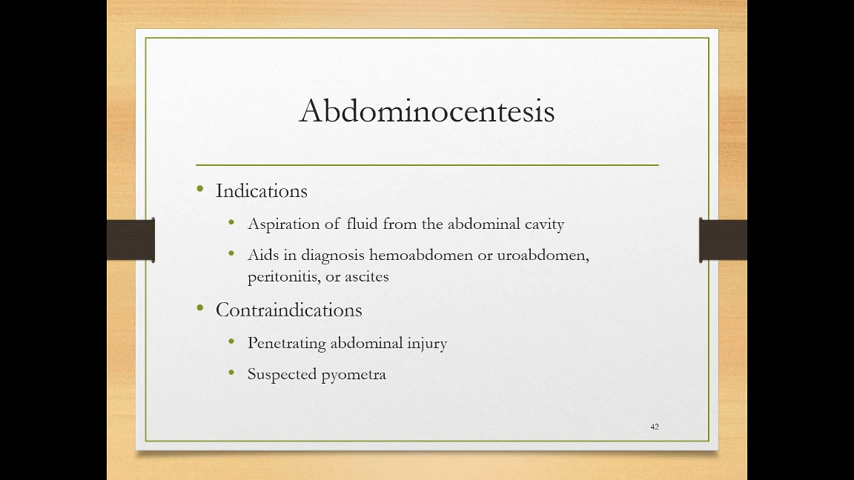 Abdominocentesis
• Indications
• Aspiration of fluid from the abdominal cavity
• Aids in diagnosis hemoabdomen or uroabdomen,
peritonitis, or ascites
• Contraindications
• Penetrating abdominal injury
• Suspected pyometra
42